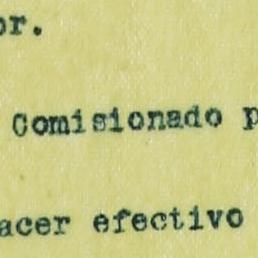 or.
Comisionado p
acer efectivo